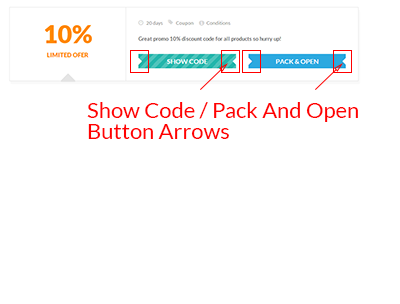 10%
LIMITED OFER
20 days Coupon Conditions
Great promo 10% discount code for all products so hurry up!
SHOW CODE PACK & OPEN
Show Code / Pack And Open
Button Arrows